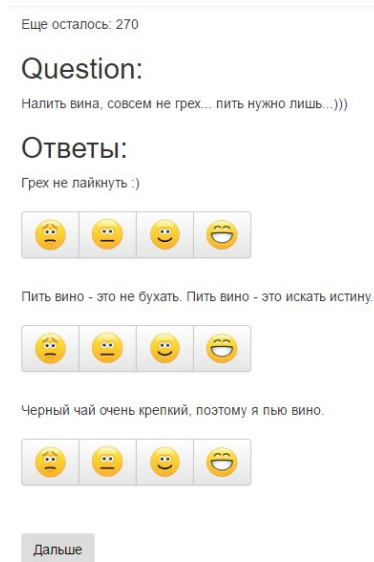 Еще осталось: 270
Question:
Налить вина, совсем не грех... пить нужно лишь...)))
Ответы:
Грех не лайкнуть :)
Пить вино - это не бухать. Пить вино - это искать истину.
Черный чай очень крепкий, поэтому я пью вино.
Дальше